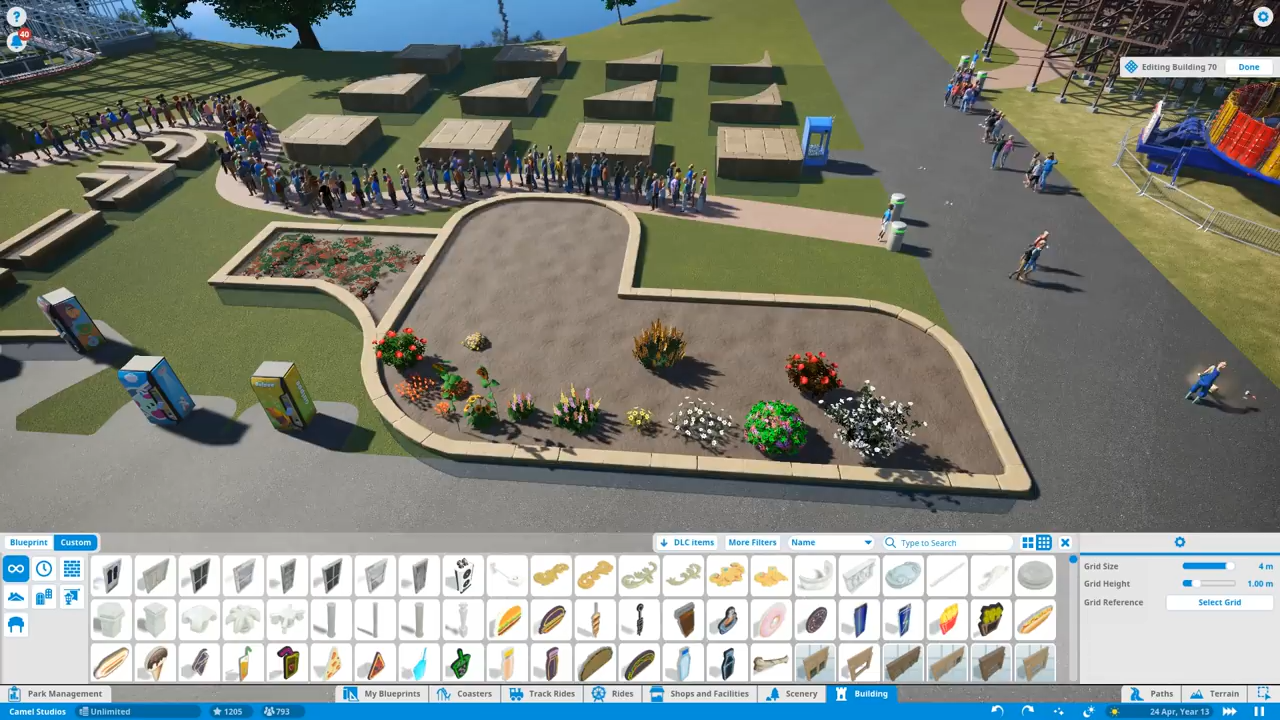 ?
40
Editing Building 70 Done
Blueprint Custom
DLC items More Filters Name Type to Search
Grid Size 4 m
Grid Height 1.00 m
Grid Reference Select Grid
Park Management My Blueprints Coasters Track Rides Rides Shops and Facilities Scenery Building Paths Terrain
Camel Studios Unlimited 1205 793 24 Apr, Year 13